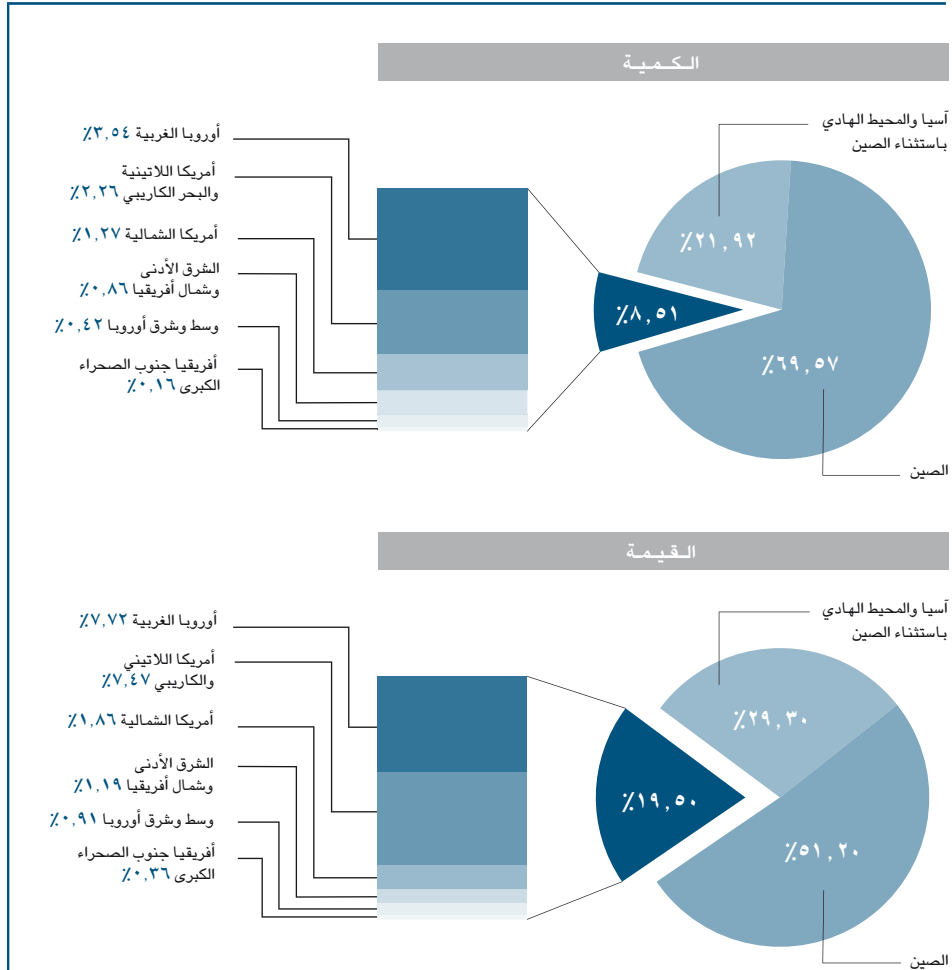 الكمية
آسيا والمحيط الهادي
باستثناء الصين
٪٢١,٩٢
٪٨,٥١
٪٦٩,٥٧
الصين
أوروبا الغربية ٣,٥٤٪
أمريكا اللاتينية
والبحر الكاريبي ٢,٢٦٪
أمريكا الشمالية ١,٢٧٪
الشرق الأدنى
وشمال أفريقيا ٠,٨٦٪
وسط وشرق أوروبا ٠,٤٢٪
أفريقيا جنوب الصحراء
الكبرى ٠,١٦٪
القيمة
آسيا والمحيط الهادي
باستثناء الصين
٪٢٩,٣٠
٪١٩,٥٠
٪٥١,٢٠
الصين
أوروبا الغربية ٧,٧٢٪
أمريكا اللاتيني
والكاريبي ٧,٤٧٪
أمريكا الشمالية ١,٨٦٪
الشرق الأدنى
وشمال أفريقيا ١,١٩٪
وسط وشرق أوروبا ٠,٩١٪
أفريقيا جنوب الصحراء
الكبرى ٠,٣٦٪